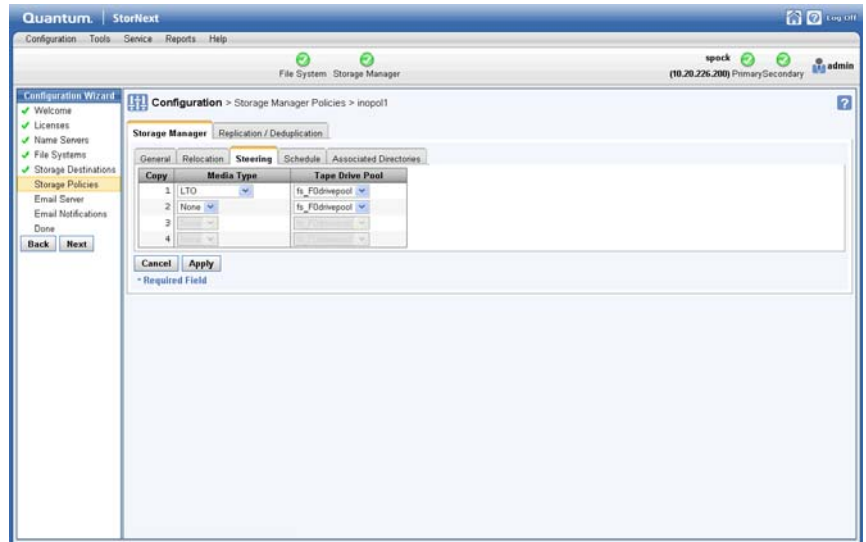 Quantum. StorNext Log Off
Configuration Tools Service Reports Help
File System Storage Manager
spock
(10.20.226.200) Primary Secondary admin
Configuration Wizard
Welcome
Licenses
Name Servers
File Systems
Storage Destinations
Storage Policies
Email Server
Email Notifications
Done
Back Next
Configuration > Storage Manager Policies > inopol1 ?
Storage Manager Replication / Deduplication
General Relocation Steering Schedule Associated Directories
Copy Media Type Tape Drive Pool
1 LTO fs_F0drivepool
2 None fs_F0drivepool
3
4
Cancel Apply
* Required Field